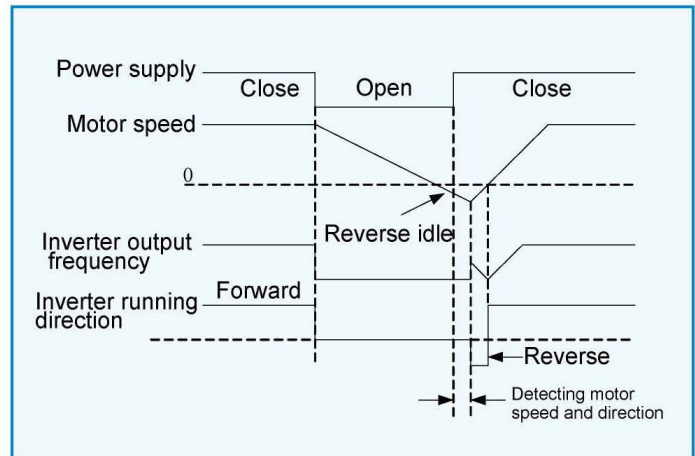 Power supply
Close
Open
Close
Motor speed
0
Reverse idle
Inverter output
frequency
Forward
Inverter running
direction
Reverse
Detecting motor
speed and direction